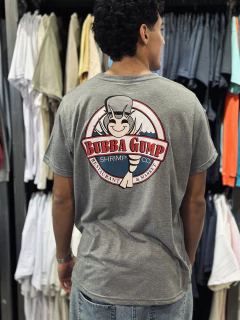 BUBBA GUMP
SHRIMP CO.
RESTAURANT & MARKET